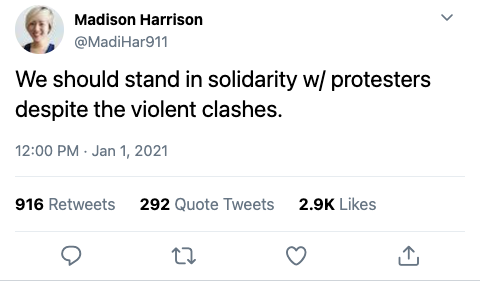 Madison Harrison
@MadiHar911
We should stand in solidarity w/ protesters
despite the violent clashes.
12:00 PM · Jan 1, 2021
916 Retweets 292 Quote Tweets 2.9K Likes